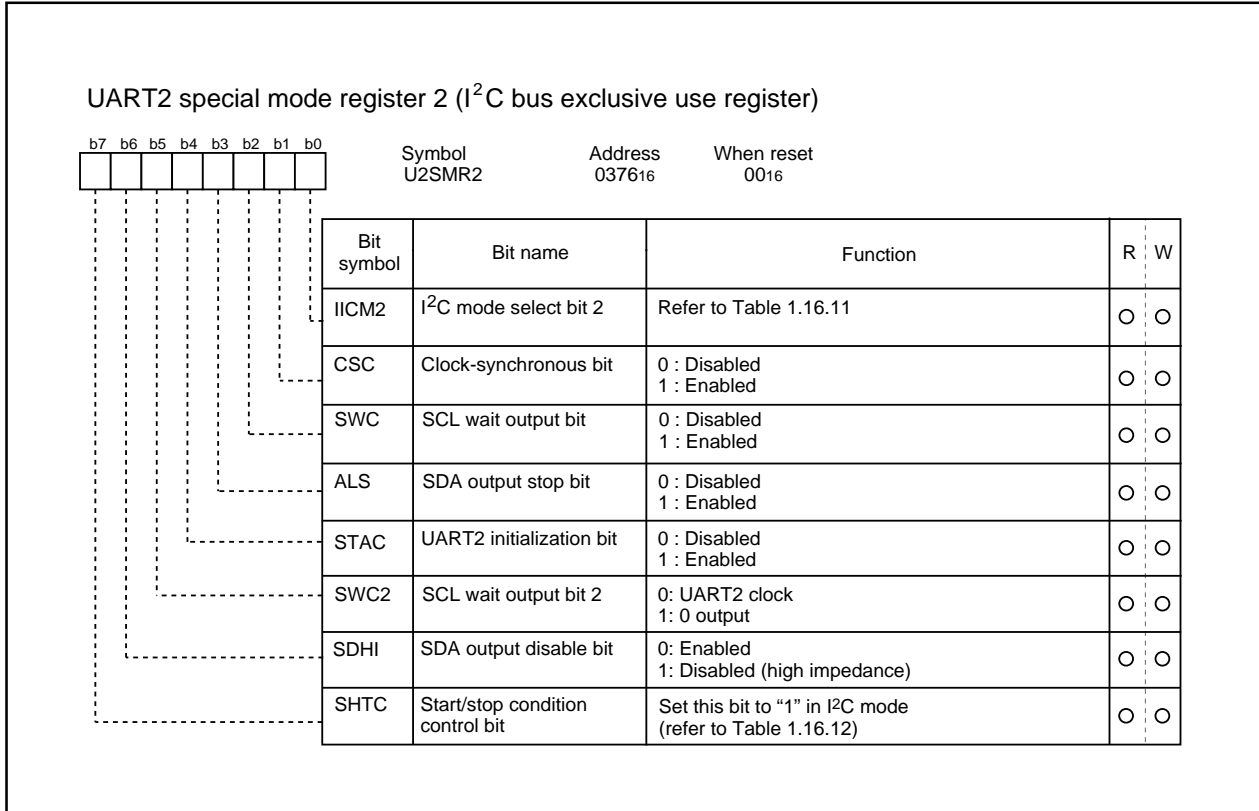 UART2 special mode register 2 (I²C bus exclusive use register)
b7 b6 b5 b4 b3 b2 b1 b0
Symbol Address When reset
U2SMR2 037616 0016
Bit symbol Bit name Function R W
IICM2 I²C mode select bit 2 Refer to Table 1.16.11 O O
CSC Clock-synchronous bit 0 : Disabled
1 : Enabled O O
SWC SCL wait output bit 0 : Disabled
1 : Enabled O O
ALS SDA output stop bit 0 : Disabled
1 : Enabled O O
STAC UART2 initialization bit 0 : Disabled
1 : Enabled O O
SWC2 SCL wait output bit 2 0: UART2 clock
1: 0 output O O
SDHI SDA output disable bit 0: Enabled
1: Disabled (high impedance) O O
SHTC Start/stop condition control bit Set this bit to “1” in I²C mode
(refer to Table 1.16.12) O O